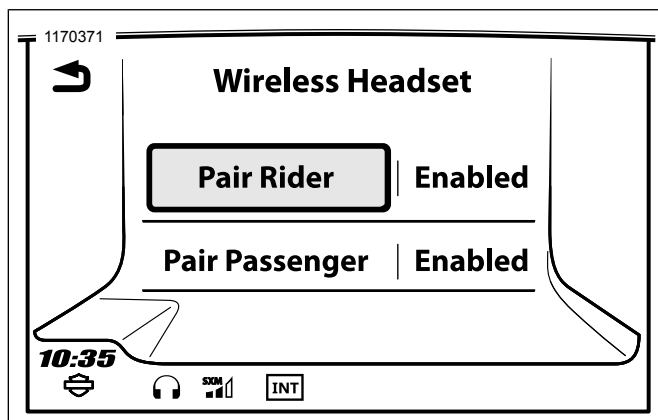 1170371
Wireless Headset
Pair Rider Enabled
Pair Passenger Enabled
10:35
SXM INT